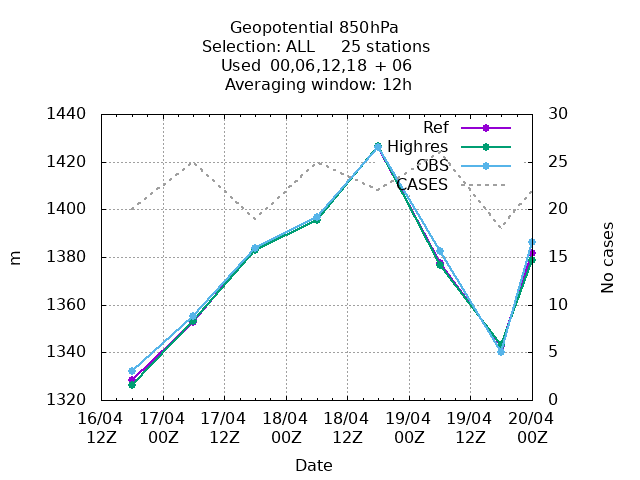 Geopotential 850hPa
Selection: ALL 25 stations
Used 00,06,12,18 + 06
Averaging window: 12h
1440
1420
1400
1380
1360
1340
1320
m
30
25
20
15
10
5
0
No cases
Ref
Highres
OBS
CASES
16/04 17/04 17/04 18/04 18/04 19/04 19/04 20/04
12Z 00Z 12Z 00Z 12Z 00Z 12Z 00Z
Date